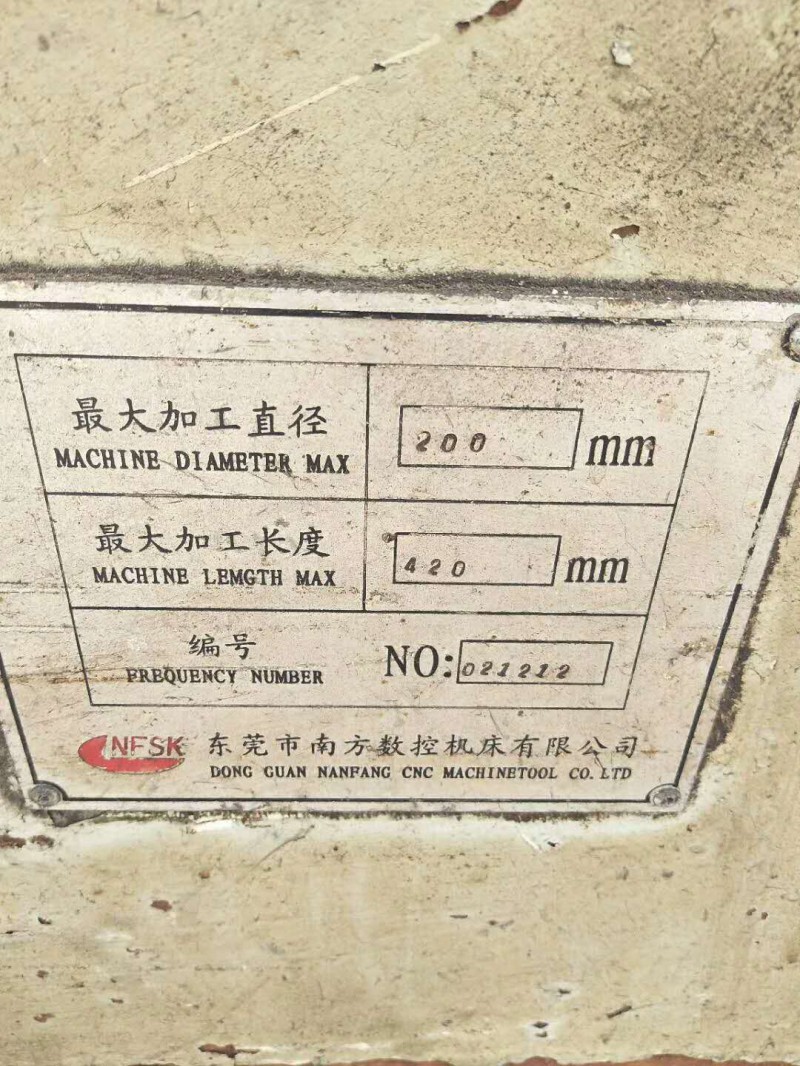 最大加工直径
MACHINE DIAMETER MAX
200 mm
最大加工长度
MACHINE LEMGTH MAX
420 mm
编号
FREQUENCY NUMBER
NO: 021212
NFSK 东莞市南方数控机床有限公司
DONG GUAN NANFANG CNC MACHINETOOL CO. LTD